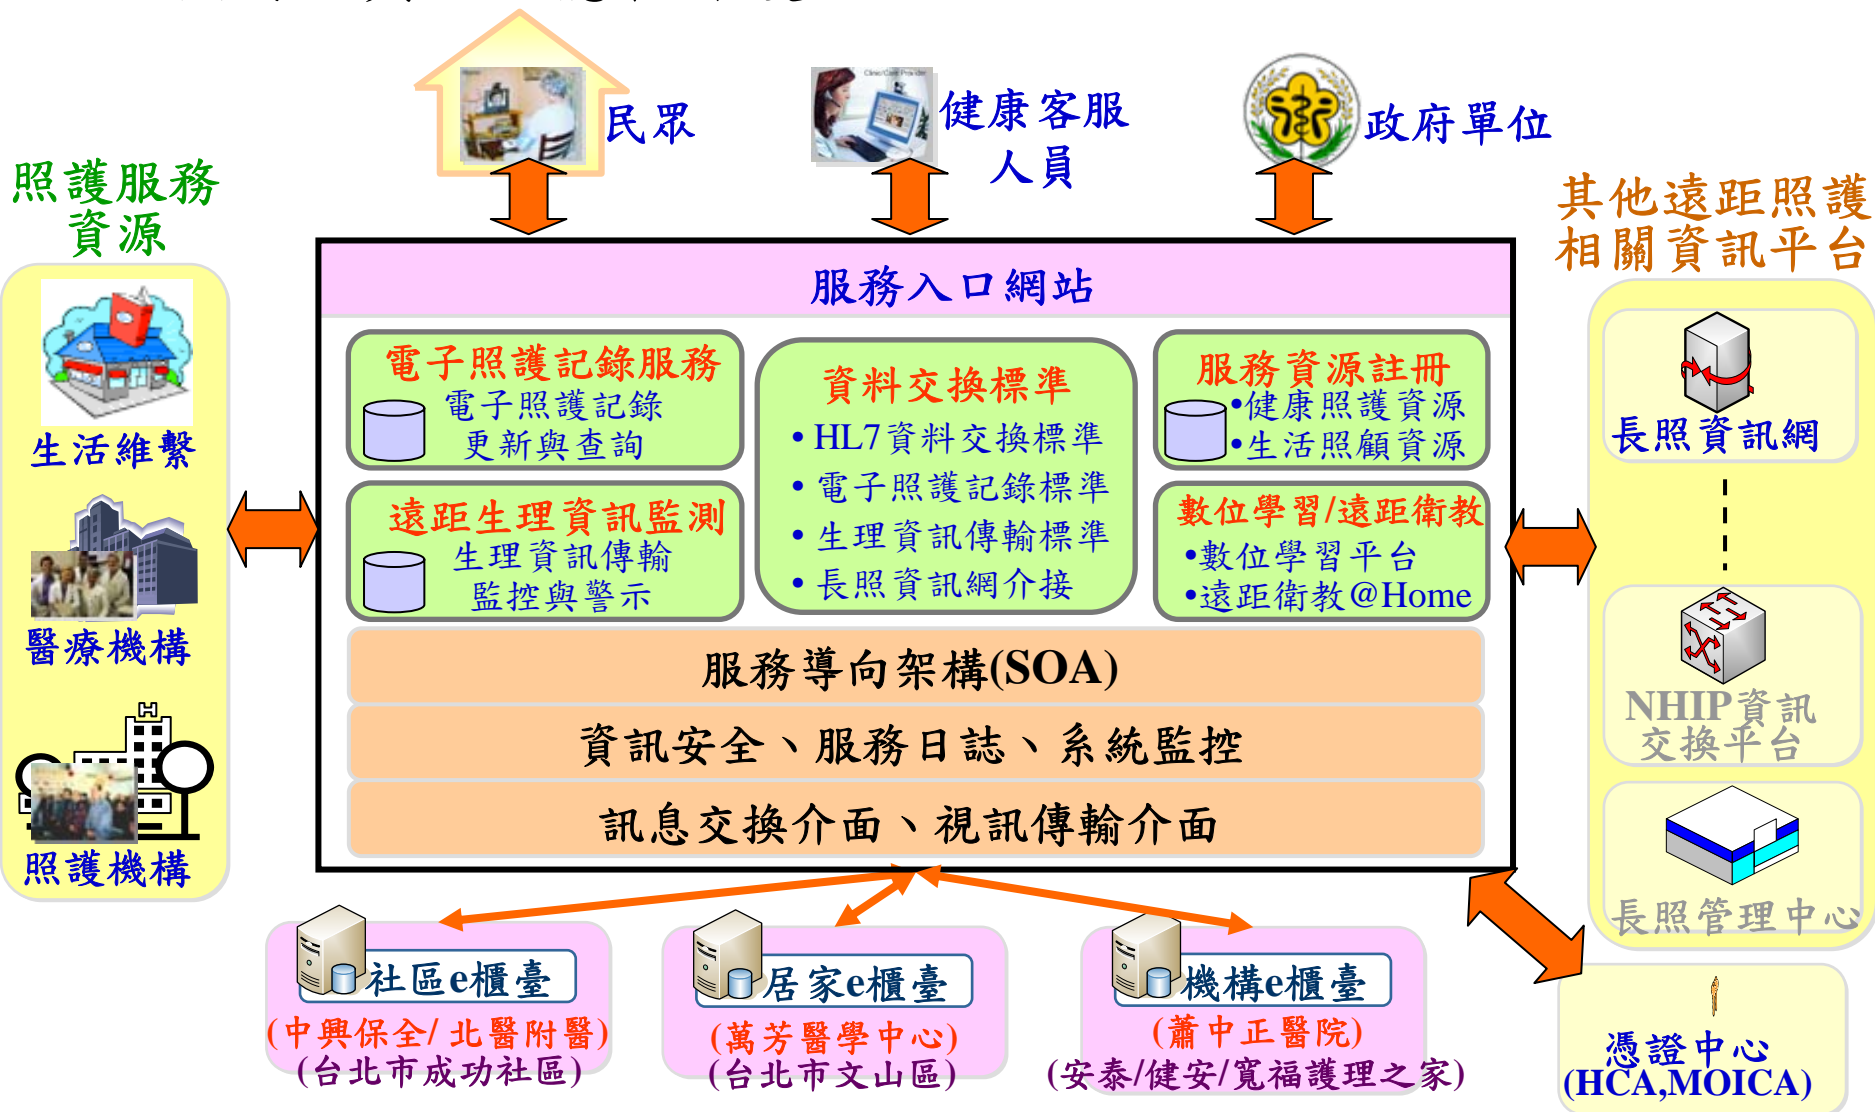 民眾
健康客服
人員
政府單位
照護服務
資源
生活維繫
醫療機構
照護機構
其他遠距照護
相關資訊平台
長照資訊網
NHIP資訊
交換平台
長照管理中心
服務入口網站
電子照護記錄服務
電子照護記錄
更新與查詢
遠距生理資訊監測
生理資訊傳輸
監控與警示
資料交換標準
•HL7資料交換標準
•電子照護記錄標準
•生理資訊傳輸標準
•長照資訊網介接
服務資源註冊
•健康照護資源
•生活照顧資源
數位學習/遠距衛教
•數位學習平台
•遠距衛教@Home
服務導向架構(SOA)
資訊安全、服務日誌、系統監控
訊息交換介面、視訊傳輸介面
社區e櫃臺
(中興保全/ 北醫附醫)
(台北市成功社區)
居家e櫃臺
(萬芳醫學中心)
(台北市文山區)
機構e櫃臺
(蕭中正醫院)
(安泰/健安/寬福護理之家)
憑證中心
(HCA,MOICA)